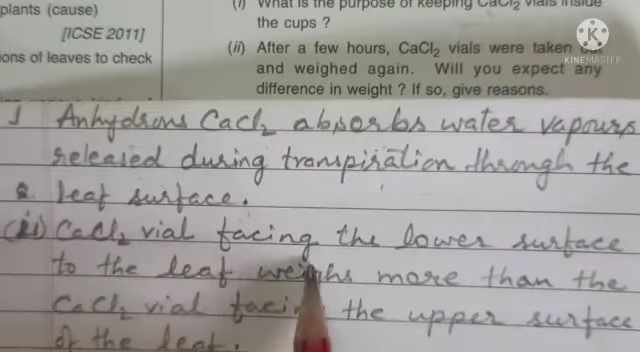 plants (cause)
[ICSE 2011]
ions of leaves to check
(i) What is the purpose of keeping CaCl₂ vials inside
the cups ?
(ii) After a few hours, CaCl₂ vials were taken out
and weighed again. Will you expect any
difference in weight ? If so, give reasons.
K
KINEMASTER
I Anhydrons CaCl₂ absorbs water vapours
released during transpiration through the
leaf surface.
(ii) CaCl₂ vial facing the lower surface
to the leaf weighs more than the
CaCl₂ vial facing the upper surface
of the leaf.